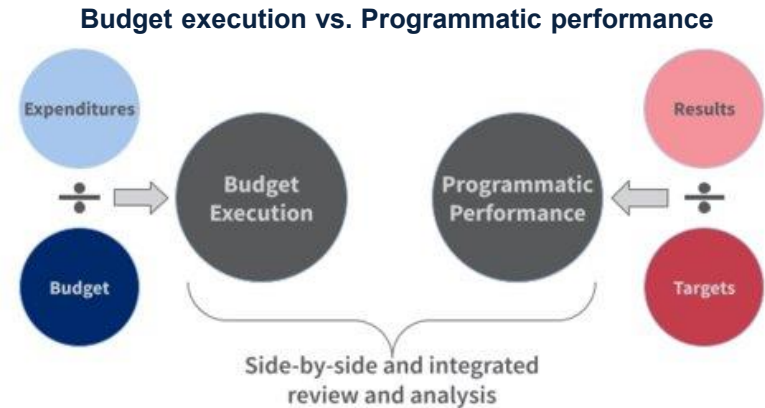 Budget execution vs. Programmatic performance
Expenditures
÷
Budget
Budget
Execution
Programmatic
Performance
Results
÷
Targets
Side-by-side and integrated
review and analysis